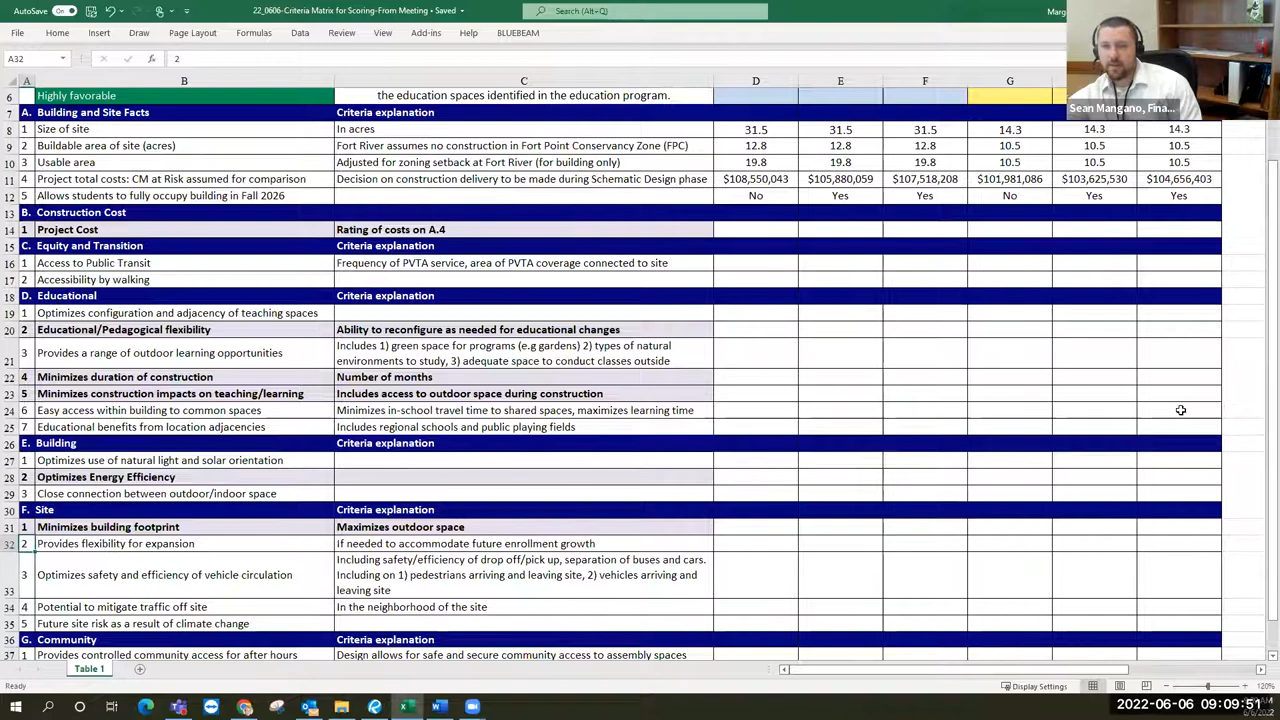 AutoSave On 22_0606-Criteria Matrix for Scoring-From Meeting • Saved Search (Alt+Q) Marg
File Home Insert Draw Page Layout Formulas Data Review View Add-ins Help BLUEBEAM
A32 fx 2
Sean Mangano, Fina...
A B C D E F G
6 Highly favorable the education spaces identified in the education program.
7 A. Building and Site Facts Criteria explanation
8 1 Size of site In acres 31.5 31.5 31.5 14.3 14.3 14.3
9 2 Buildable area of site (acres) Fort River assumes no construction in Fort Point Conservancy Zone (FPC) 12.8 12.8 12.8 10.5 10.5 10.5
10 3 Usable area Adjusted for zoning setback at Fort River (for building only) 19.8 19.8 19.8 10.5 10.5 10.5
11 4 Project total costs: CM at Risk assumed for comparison Decision on construction delivery to be made during Schematic Design phase $108,550,043 $105,880,059 $107,518,208 $101,981,086 $103,625,530 $104,656,403
12 5 Allows students to fully occupy building in Fall 2026 No Yes Yes No Yes Yes
13 B. Construction Cost
14 1 Project Cost Rating of costs on A.4
15 C. Equity and Transition Criteria explanation
16 1 Access to Public Transit Frequency of PVTA service, area of PVTA coverage connected to site
17 2 Accessibility by walking
18 D. Educational Criteria explanation
19 1 Optimizes configuration and adjacency of teaching spaces
20 2 Educational/Pedagogical flexibility Ability to reconfigure as needed for educational changes
21 3 Provides a range of outdoor learning opportunities Includes 1) green space for programs (e.g gardens) 2) types of natural
environments to study, 3) adequate space to conduct classes outside
22 4 Minimizes duration of construction Number of months
23 5 Minimizes construction impacts on teaching/learning Includes access to outdoor space during construction
24 6 Easy access within building to common spaces Minimizes in-school travel time to shared spaces, maximizes learning time
25 7 Educational benefits from location adjacencies Includes regional schools and public playing fields
26 E. Building Criteria explanation
27 1 Optimizes use of natural light and solar orientation
28 2 Optimizes Energy Efficiency
29 3 Close connection between outdoor/indoor space
30 F. Site Criteria explanation
31 1 Minimizes building footprint Maximizes outdoor space
32 2 Provides flexibility for expansion If needed to accommodate future enrollment growth
33 3 Optimizes safety and efficiency of vehicle circulation Including safety/efficiency of drop off/pick up, separation of buses and cars.
Including on 1) pedestrians arriving and leaving site, 2) vehicles arriving and
leaving site
34 4 Potential to mitigate traffic off site In the neighborhood of the site
35 5 Future site risk as a result of climate change
36 G. Community Criteria explanation
37 1 Provides controlled community access for after hours Design allows for safe and secure community access to assembly spaces
Table 1
Ready Display Settings 120%
2022-06-06 09:09:51